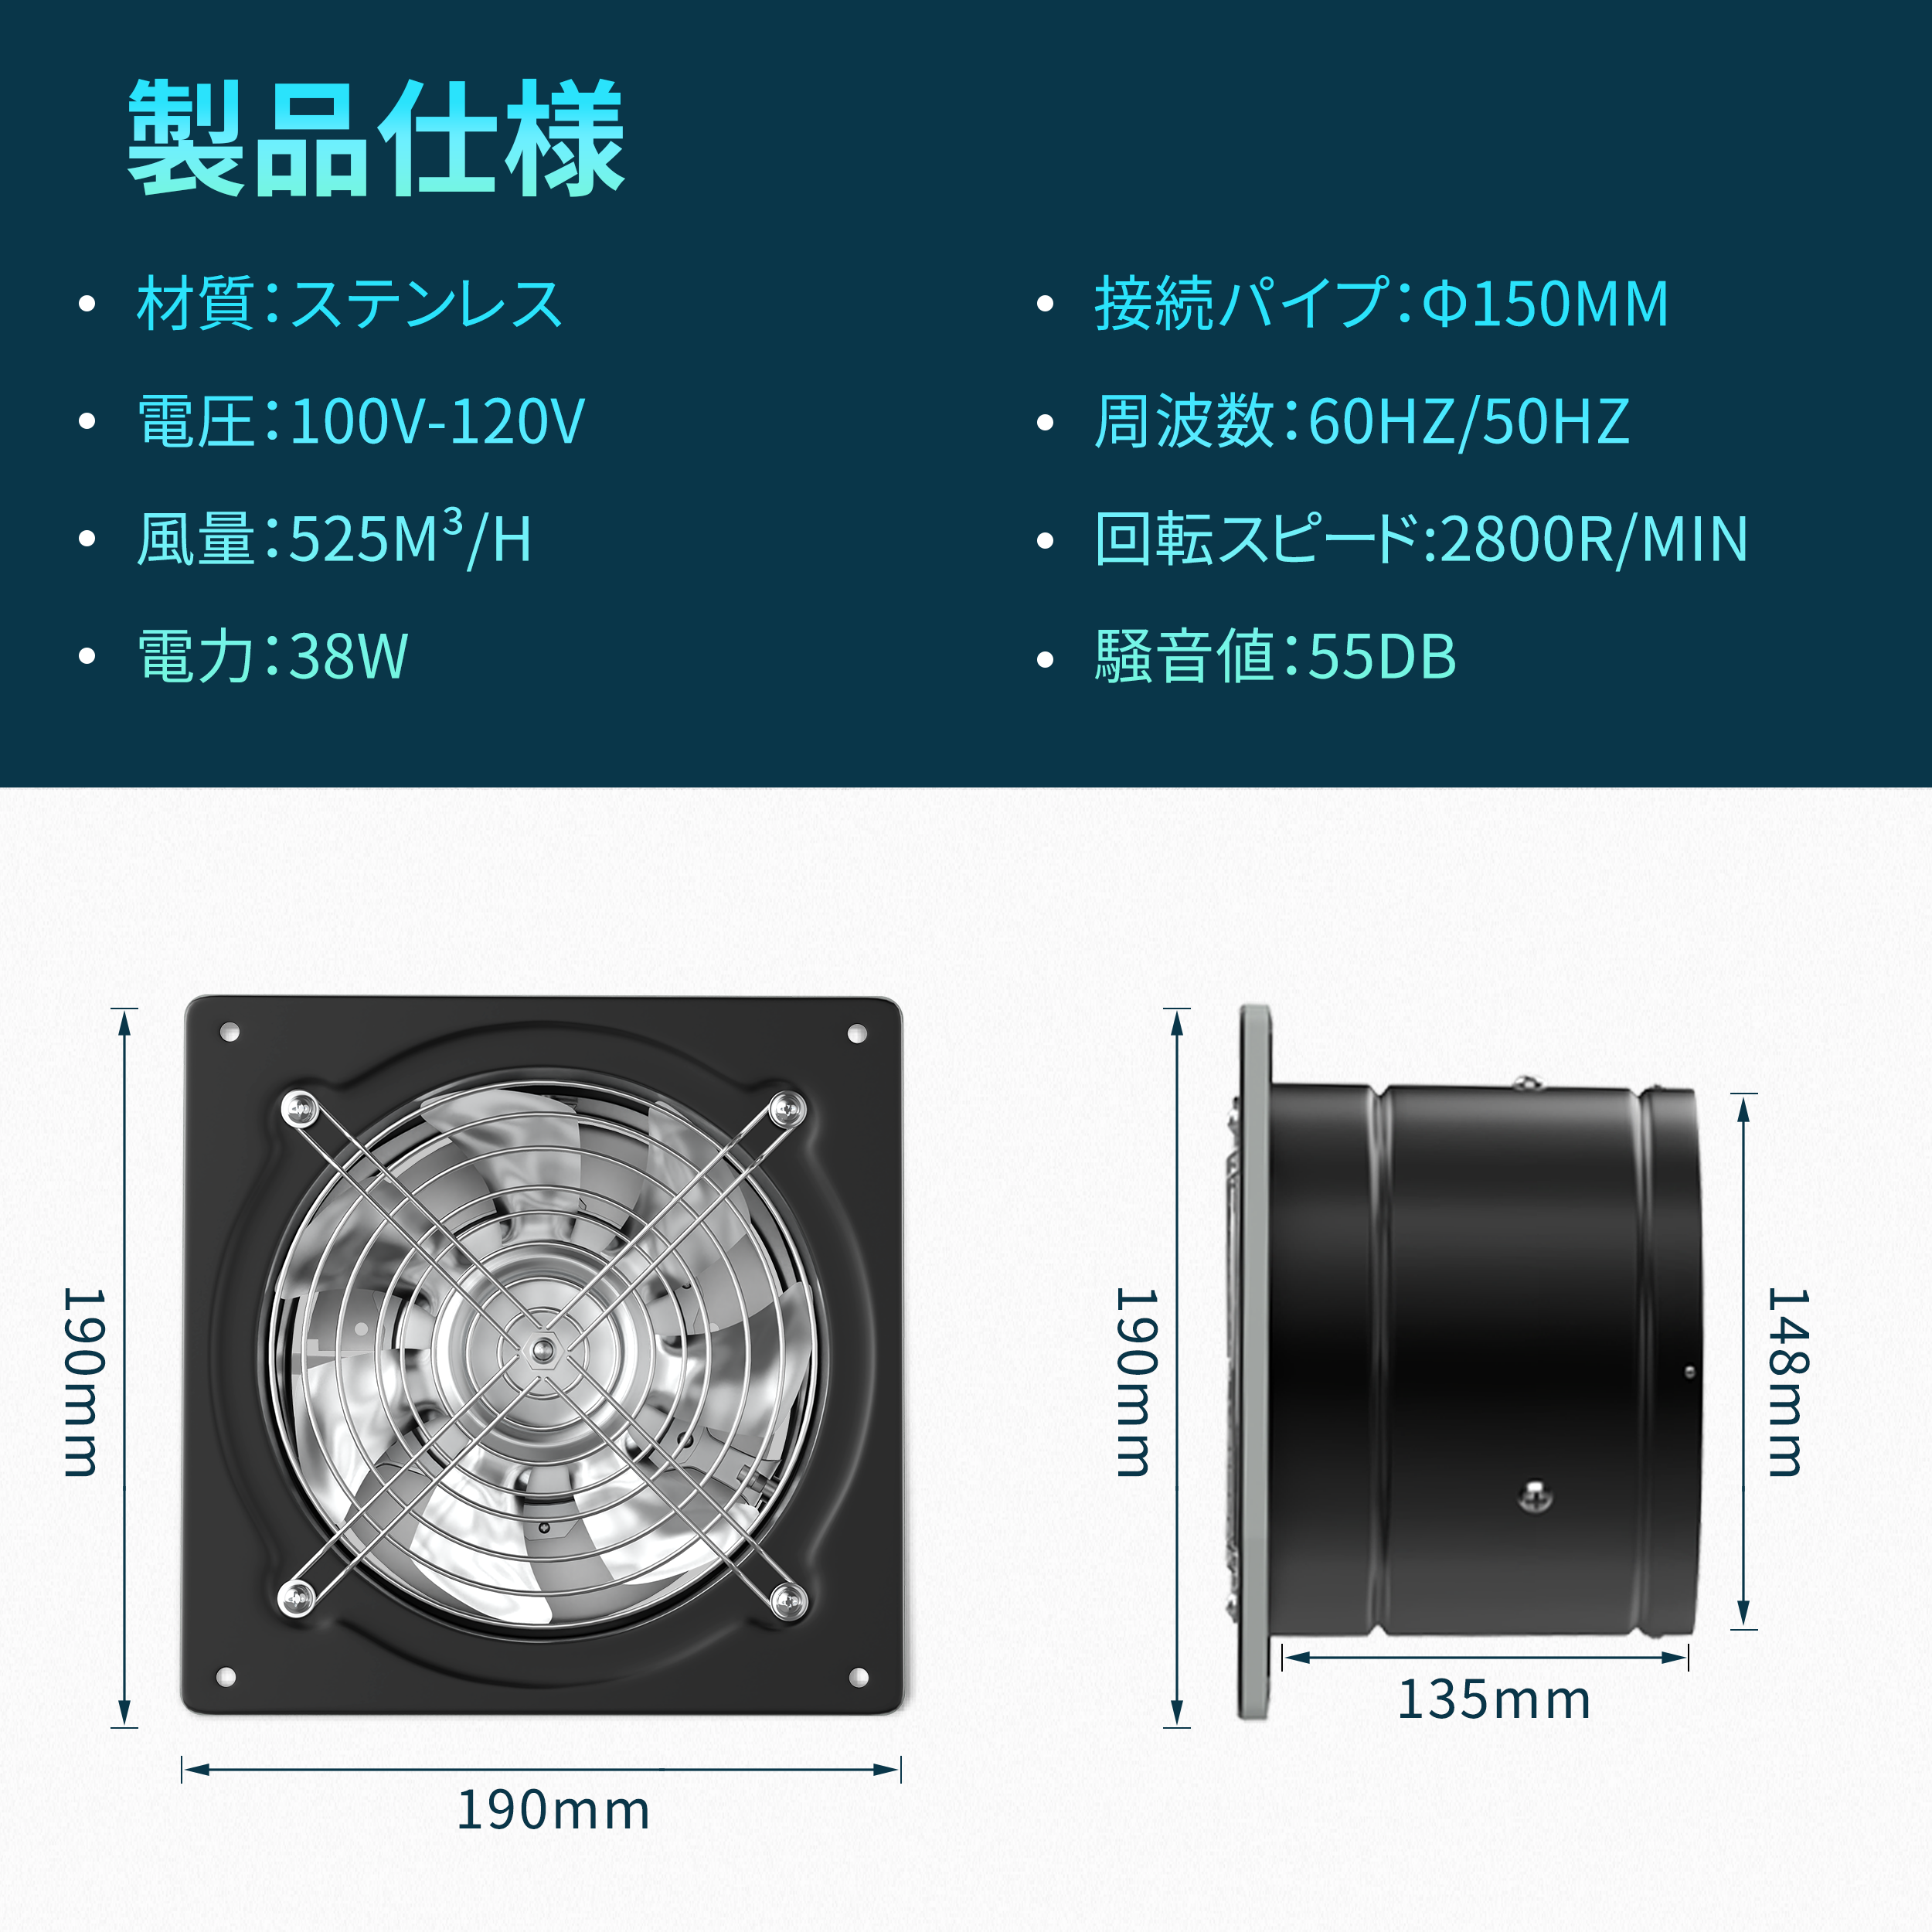 製品仕様
材質：ステンレス
電圧：100V-120V
風量：525M³/H
電力：38W
接続パイプ：Φ150MM
周波数：60HZ/50HZ
回転スピード:2800R/MIN
騒音値：55DB
190mm
190mm
190mm
148mm
135mm